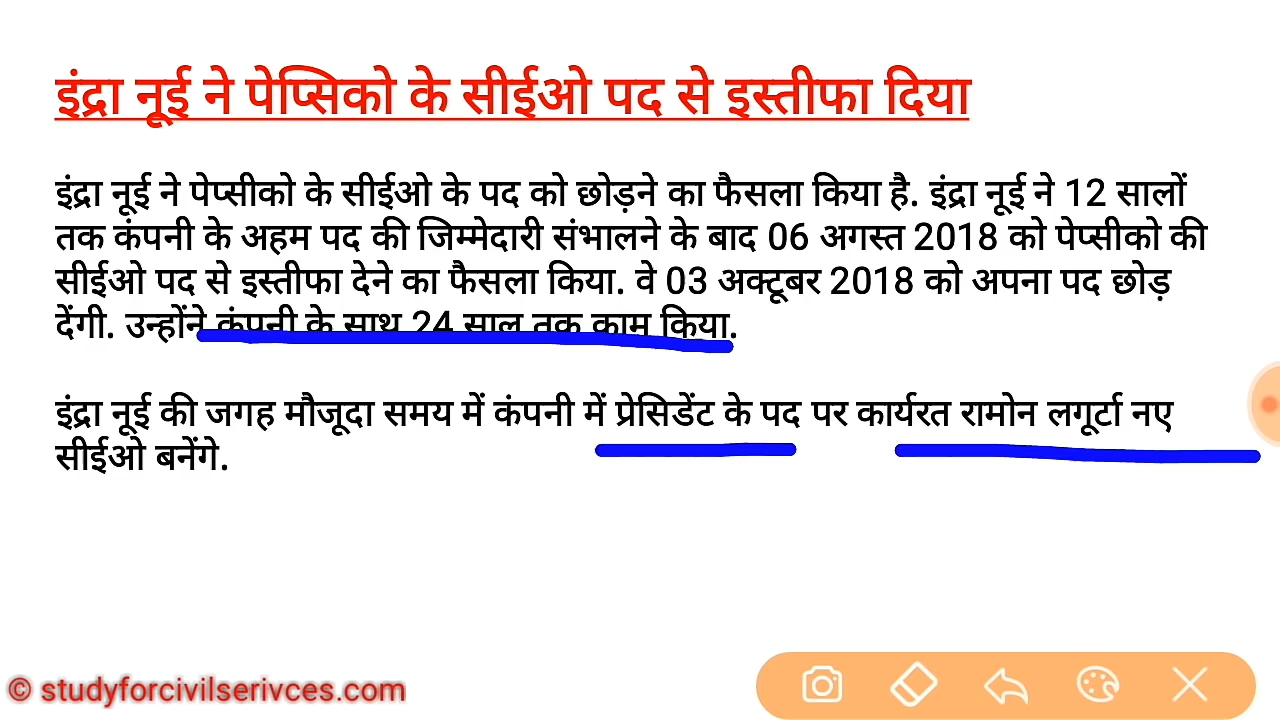 इंद्रा नूई ने पेप्सिको के सीईओ पद से इस्तीफा दिया
इंद्रा नूई ने पेप्सीको के सीईओ के पद को छोड़ने का फैसला किया है. इंद्रा नूई ने 12 सालों
तक कंपनी के अहम पद की जिम्मेदारी संभालने के बाद 06 अगस्त 2018 को पेप्सीको की
सीईओ पद से इस्तीफा देने का फैसला किया. वे 03 अक्टूबर 2018 को अपना पद छोड़
देंगी. उन्होंने कंपनी के साथ 24 साल तक काम किया.
इंद्रा नूई की जगह मौजूदा समय में कंपनी में प्रेसिडेंट के पद पर कार्यरत रामोन लगूर्टा नए
सीईओ बनेंगे.
© studyforcivilserivces.com